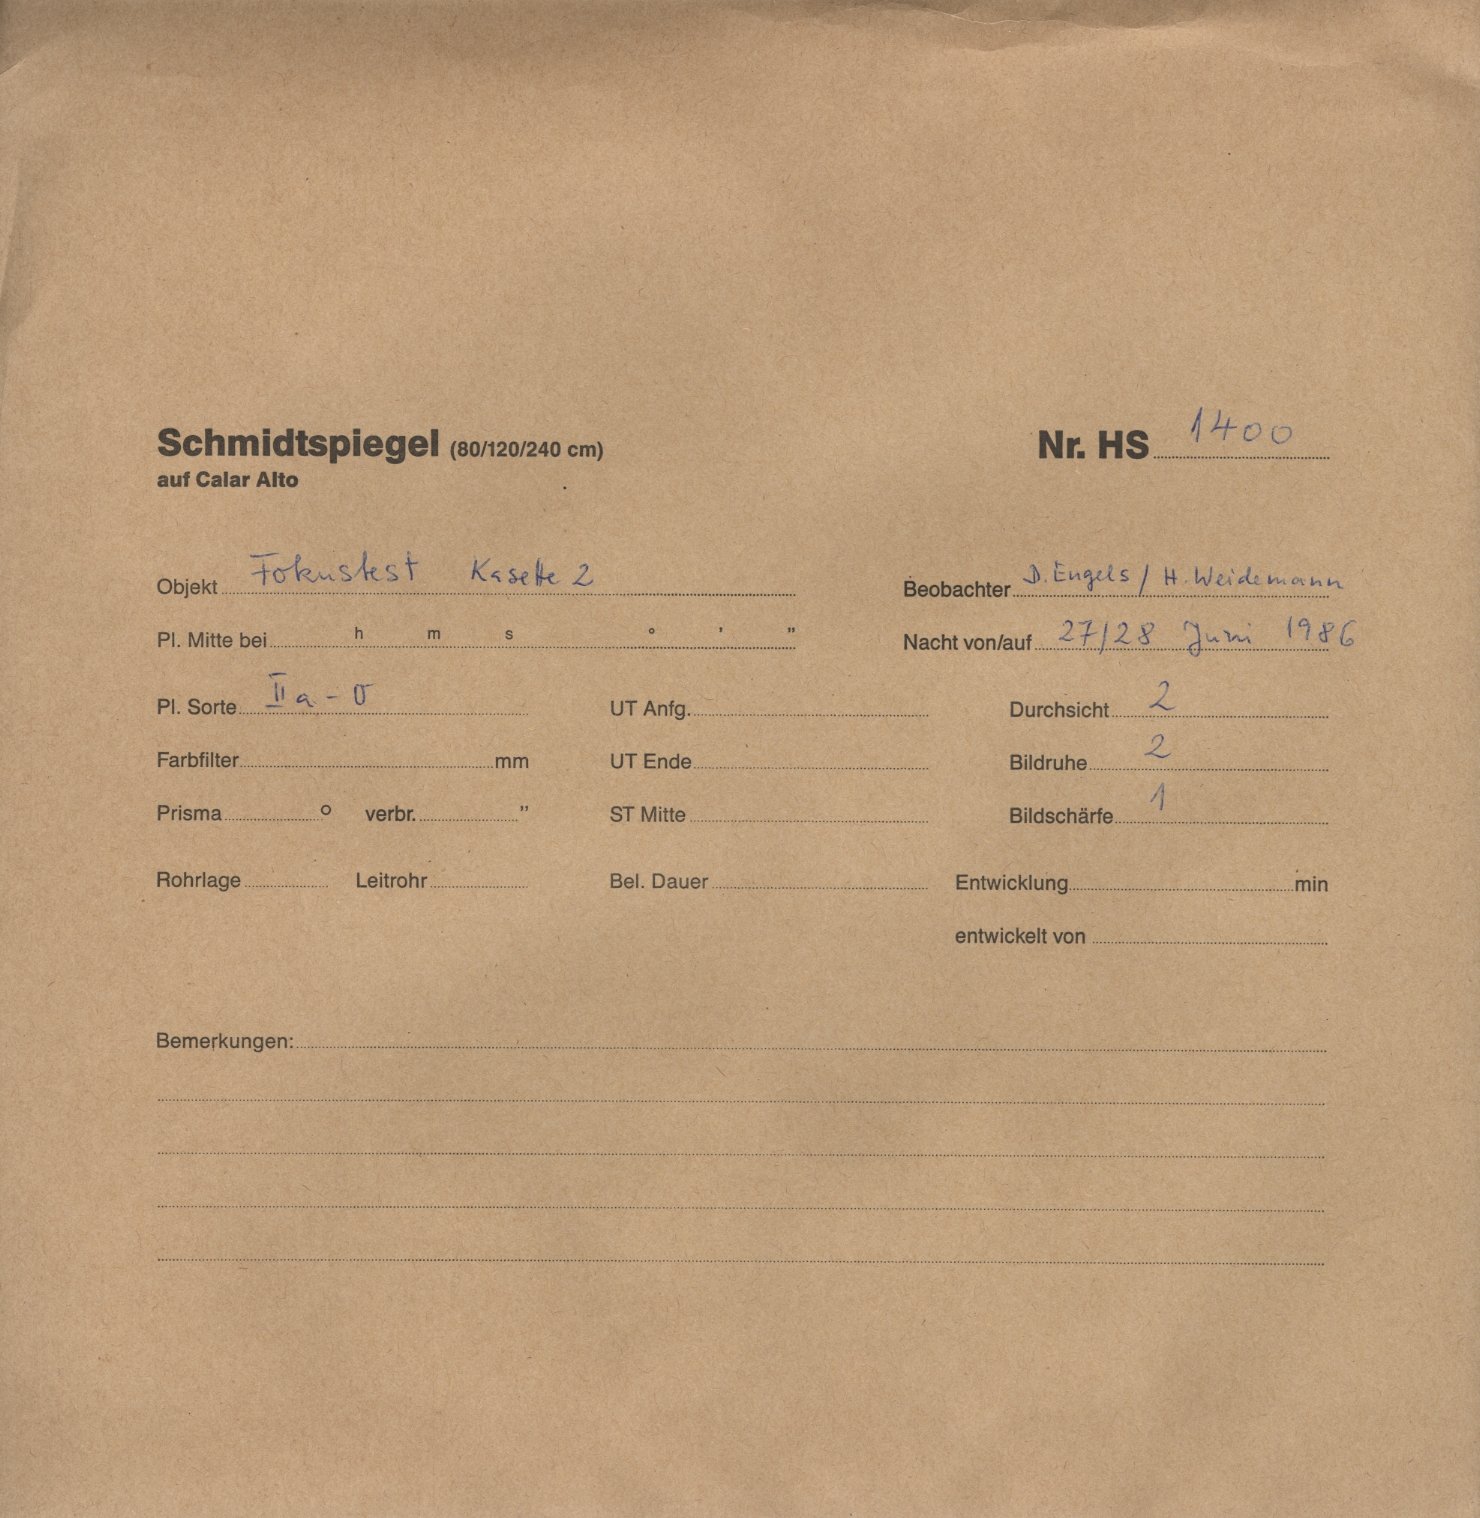 Schmidtspiegel (80/120/240 cm) Nr. HS 1400
auf Calar Alto
Objekt Fokustest Kasette 2 Beobachter D. Engels / H. Weidemann
Pl. Mitte bei h m s ° ' " Nacht von/auf 27/28 Juni 1986
Pl. Sorte IIa-O UT Anfg. Durchsicht 2
Farbfilter mm UT Ende Bildruhe 2
Prisma ° verbr. " ST Mitte Bildschärfe 1
Rohrlage Leitrohr Bel. Dauer Entwicklung min
entwickelt von
Bemerkungen: